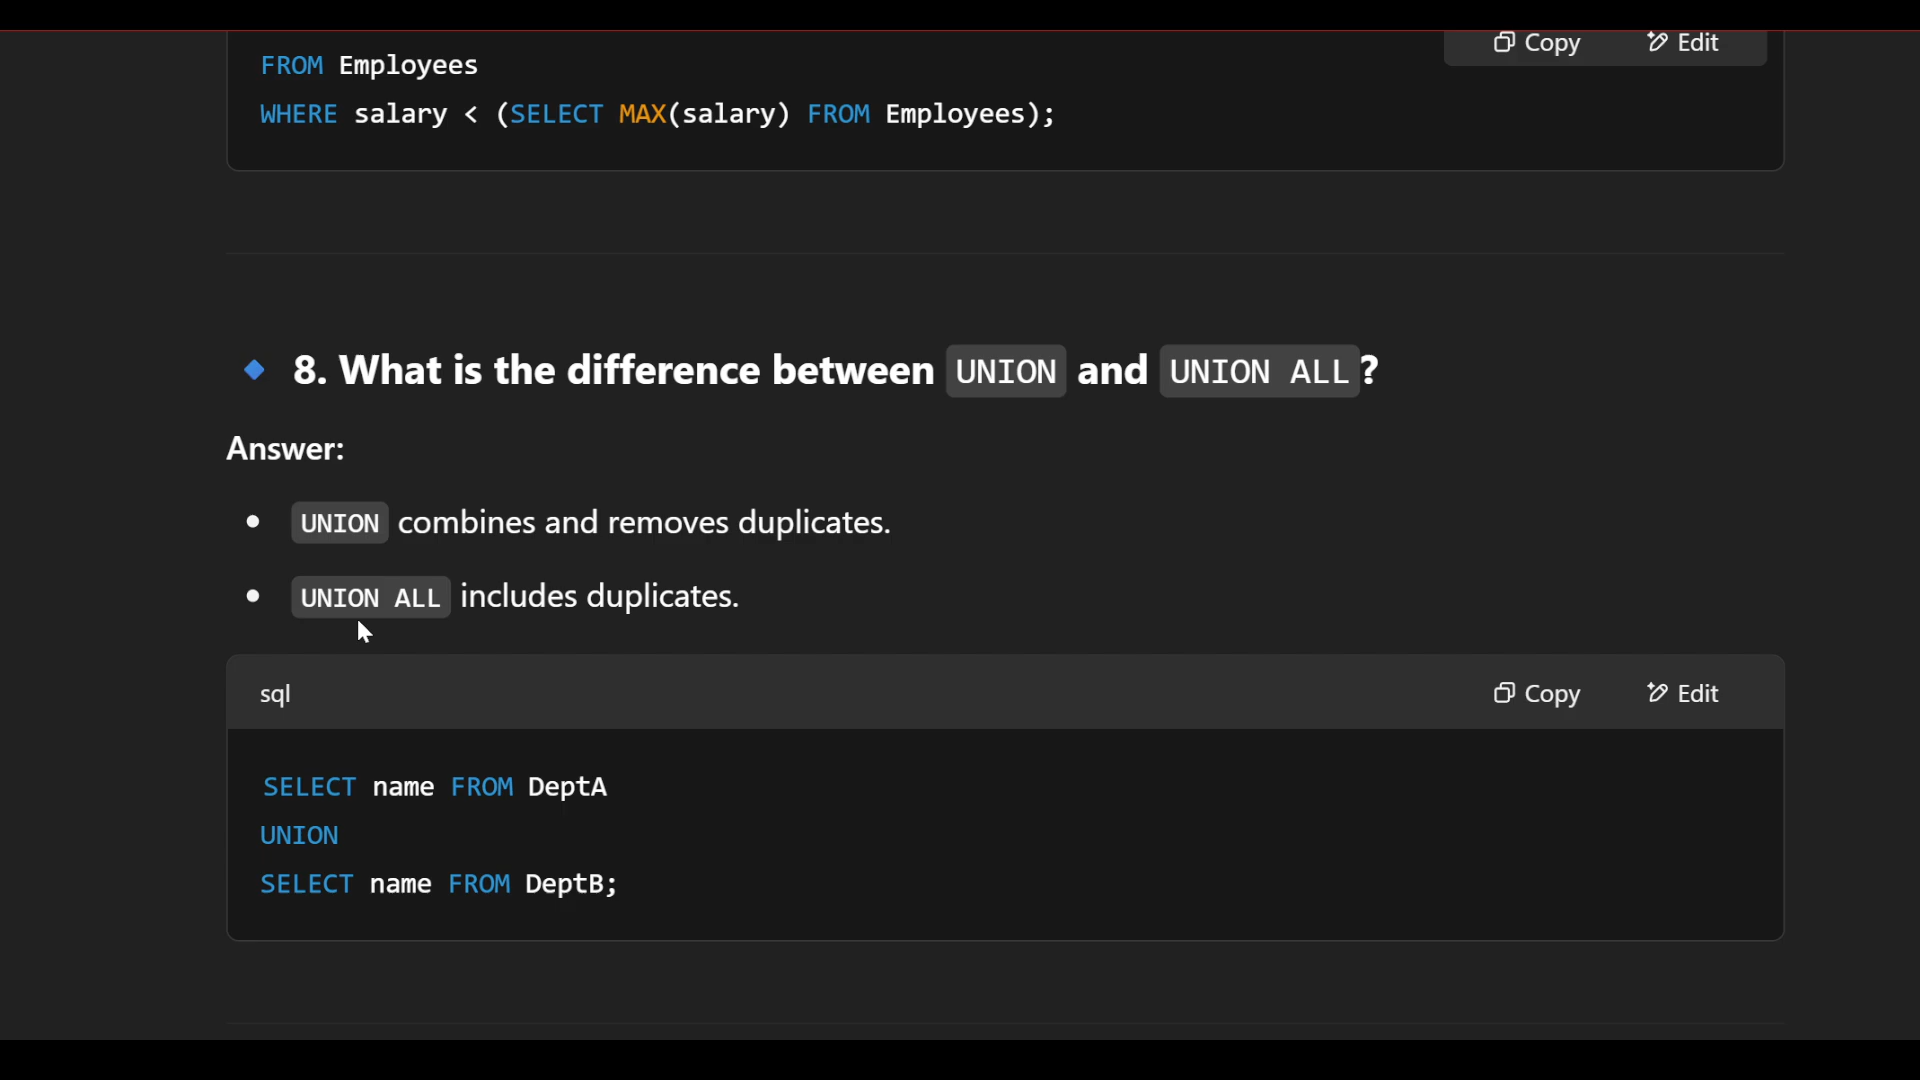 Copy Edit
FROM Employees
WHERE salary < (SELECT MAX(salary) FROM Employees);
8. What is the difference between UNION and UNION ALL?
Answer:
UNION combines and removes duplicates.
UNION ALL includes duplicates.
sql Copy Edit
SELECT name FROM DeptA
UNION
SELECT name FROM DeptB;